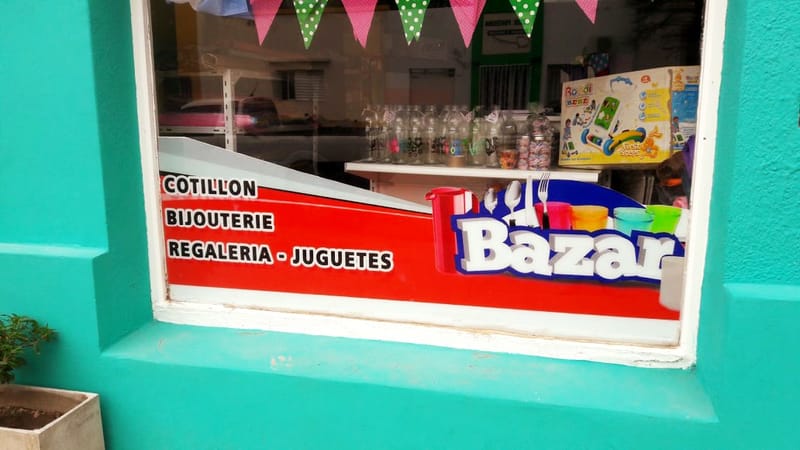 COTILLON
BIJOUTERIE
REGALERIA - JUGUETES
Bazar